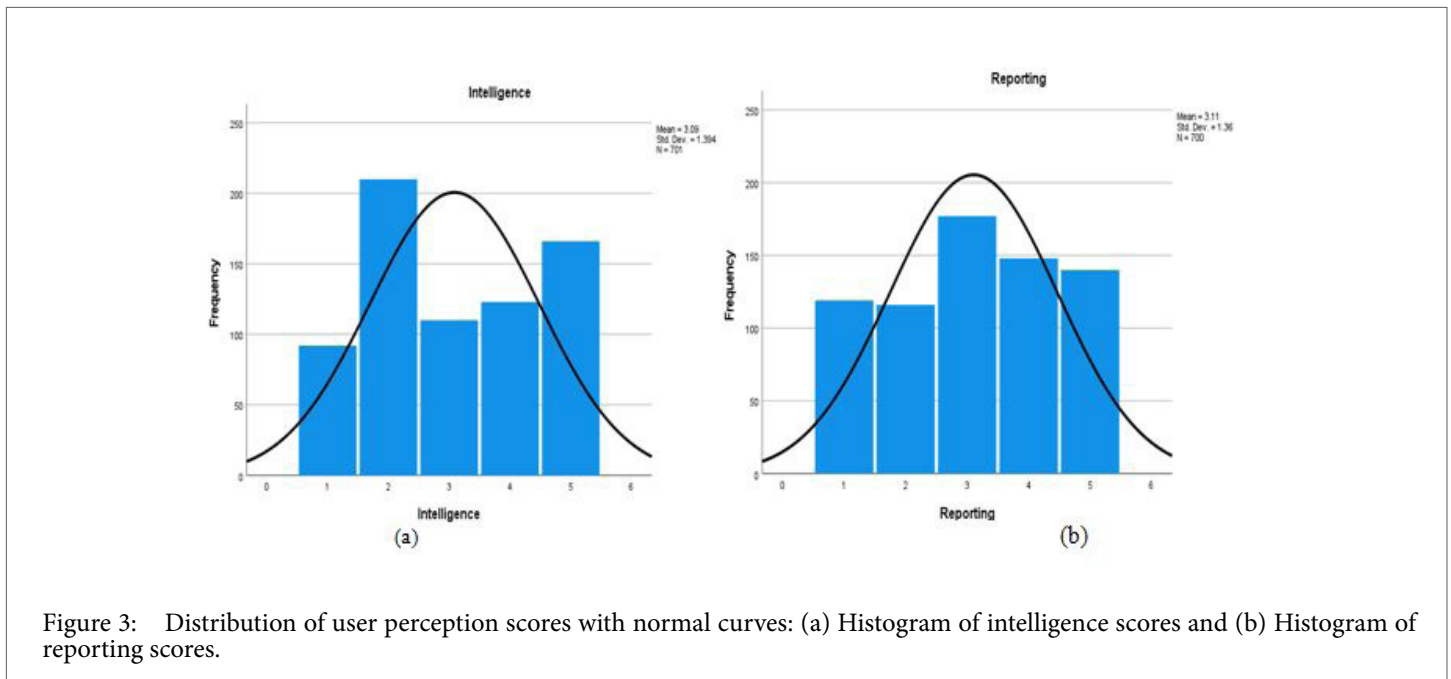 Intelligence
Mean = 3.09
Std. Dev. = 1.394
N = 701
250
200
150
100
50
0
Frequency
0 1 2 3 4 5 6
Intelligence
(a)
Reporting
Mean = 3.11
Std. Dev. = 1.36
N = 700
250
200
150
100
50
0
Frequency
0 1 2 3 4 5 6
Reporting
(b)
Figure 3: Distribution of user perception scores with normal curves: (a) Histogram of intelligence scores and (b) Histogram of
reporting scores.